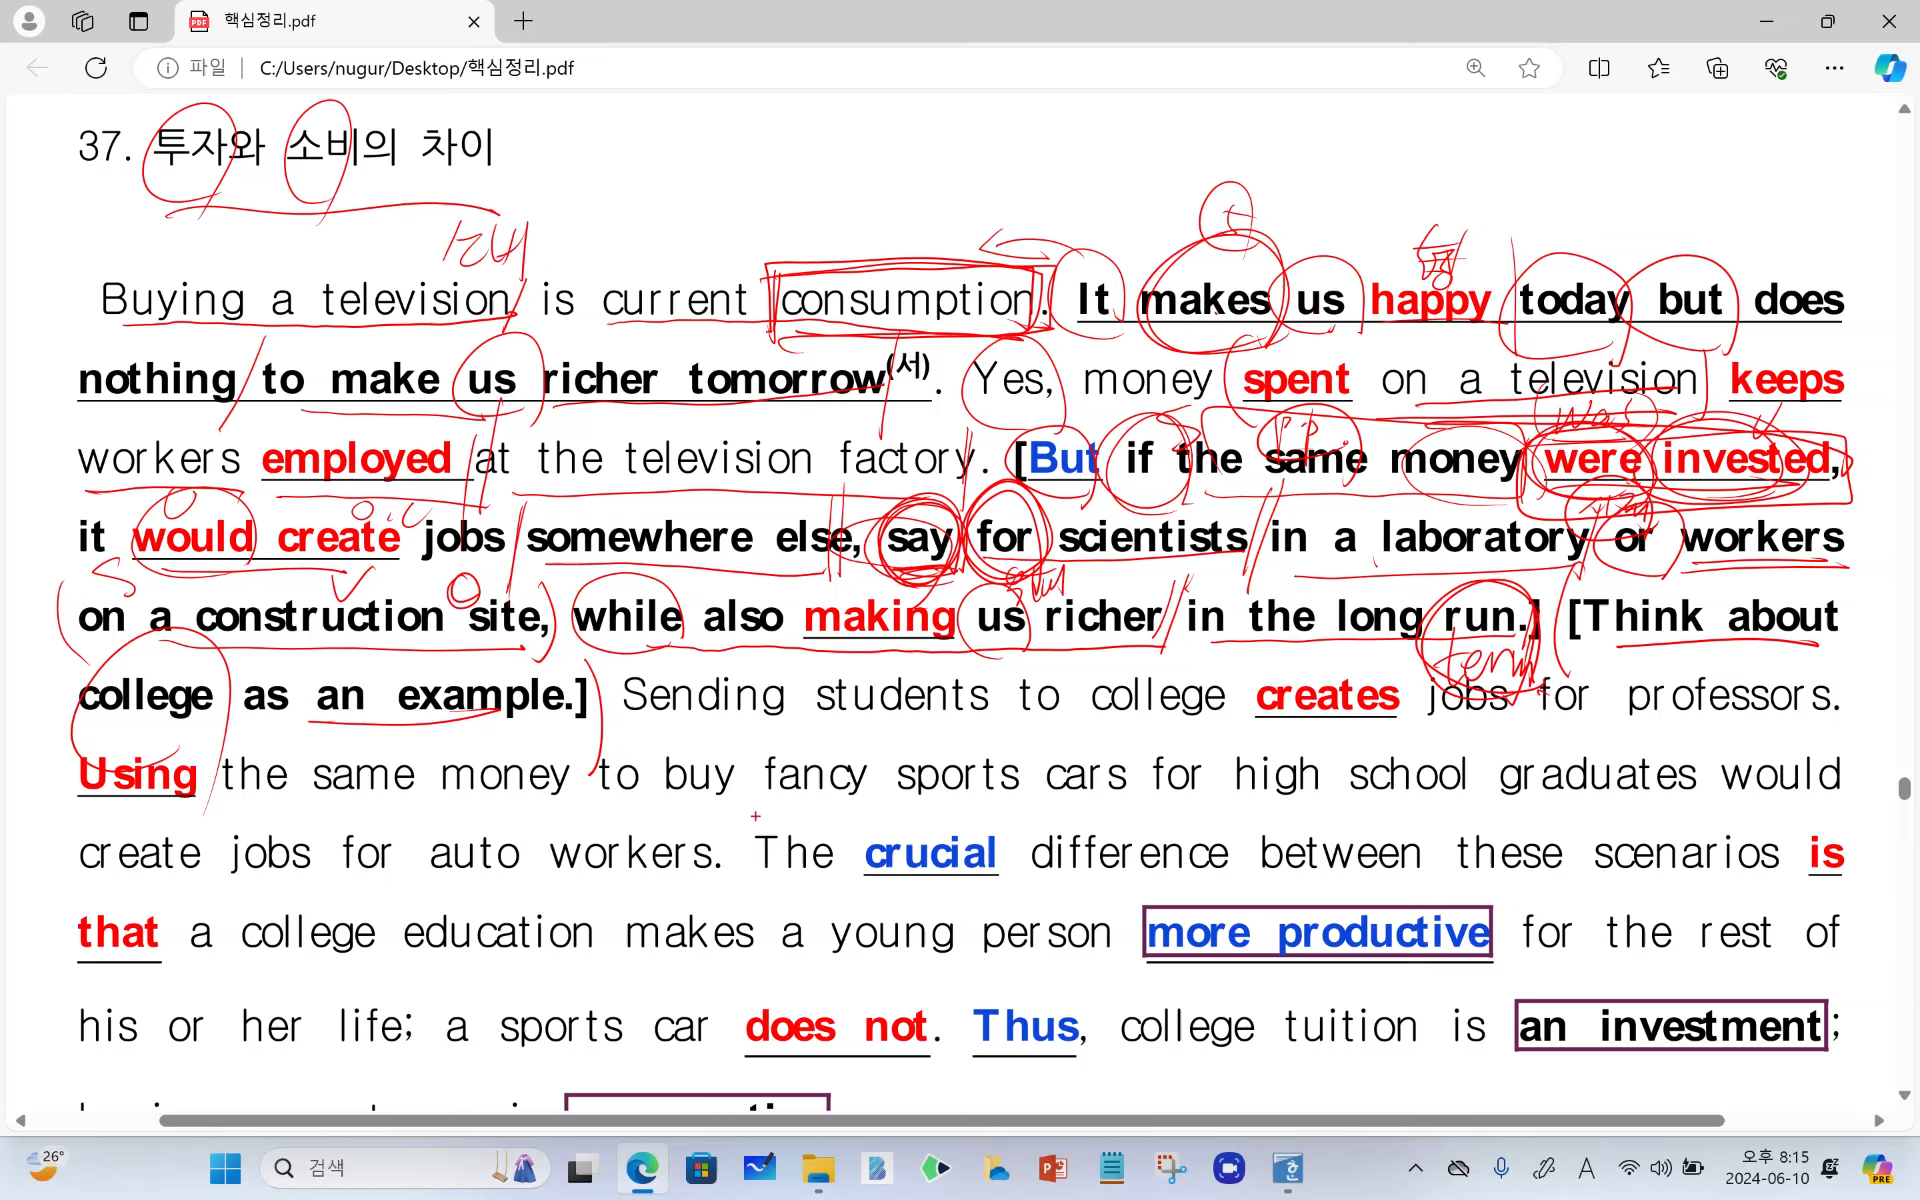 핵심정리.pdf
파일 C:/Users/nugur/Desktop/핵심정리.pdf
37. 투자와 소비의 차이
소비
Buying a television is current consumption. It makes us happy today but does
nothing to make us richer tomorrow(서). Yes, money spent on a television keeps
was
p.p
workers employed at the television factory. [But if the same money were invested,
it would create jobs somewhere else, say for scientists in a laboratory or workers
on a construction site, while also making us richer in the long run.] [Think about
term
college as an example.] Sending students to college creates jobs for professors.
Using the same money to buy fancy sports cars for high school graduates would
create jobs for auto workers. The crucial difference between these scenarios is
that a college education makes a young person more productive for the rest of
his or her life; a sports car does not. Thus, college tuition is an investment;
26°
검색
A
오후 8:15
2024-06-10
PRE